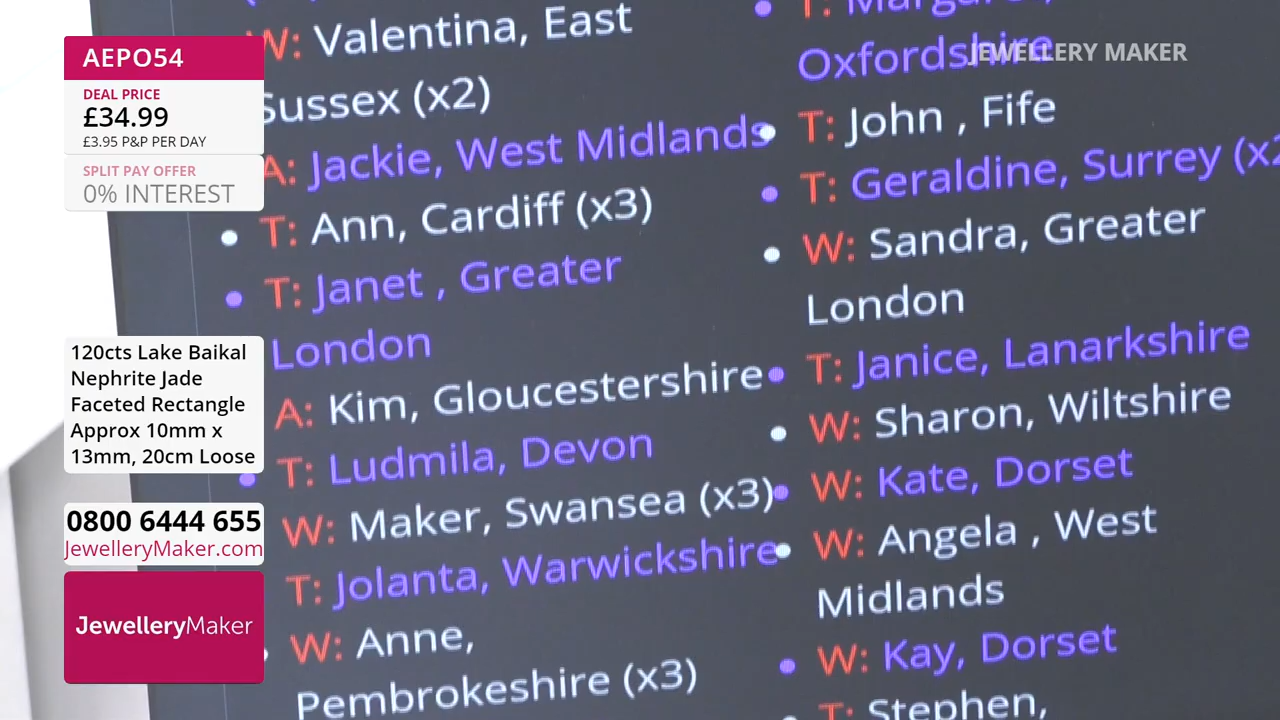 AEPO54
DEAL PRICE
£34.99
£3.95 P&P PER DAY
SPLIT PAY OFFER
0% INTEREST
120cts Lake Baikal
Nephrite Jade
Faceted Rectangle
Approx 10mm x
13mm, 20cm Loose
0800 6444 655
JewelleryMaker.com
JewelleryMaker
JEWELLERY MAKER
W: Valentina, East
Sussex (x2)
A: Jackie, West Midlands
T: Ann, Cardiff (x3)
T: Janet , Greater
London
A: Kim, Gloucestershire
T: Ludmila, Devon
W: Maker, Swansea (x3)
T: Jolanta, Warwickshire
W: Anne,
Pembrokeshire (x3)
T:
Oxfordshire
T: John , Fife
T: Geraldine, Surrey (x2
W: Sandra, Greater
London
T: Janice, Lanarkshire
W: Sharon, Wiltshire
W: Kate, Dorset
W: Angela , West
Midlands
W: Kay, Dorset
T: Stephen,